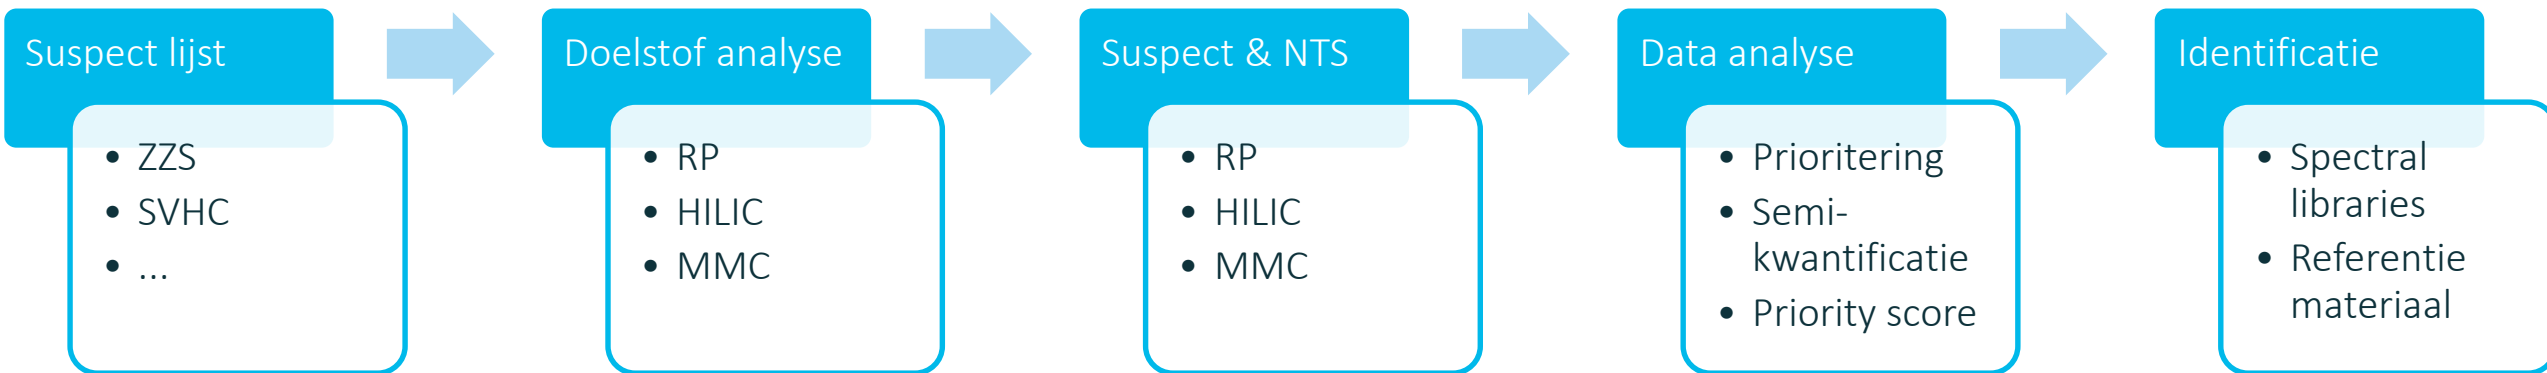 Suspect lijst
• ZZS
• SVHC
• ...
Doelstof analyse
• RP
• HILIC
• MMC
Suspect & NTS
• RP
• HILIC
• MMC
Data analyse
• Prioritering
• Semi-
kwantificatie
• Priority score
Identificatie
• Spectral
libraries
• Referentie
materiaal